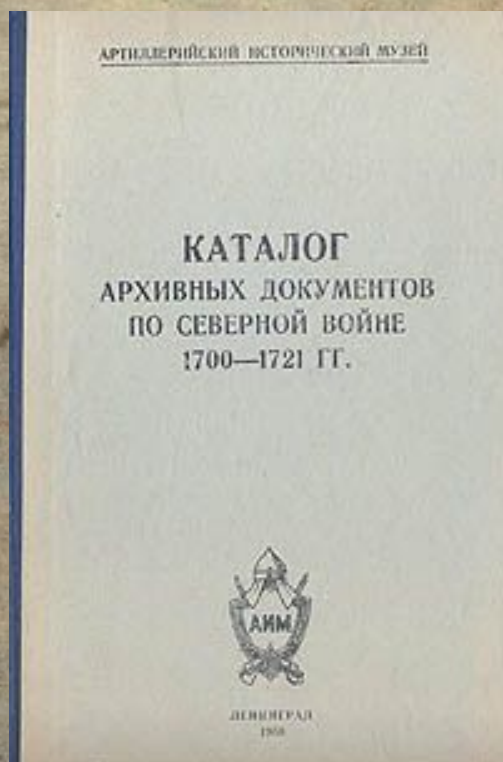 АРТИЛЛЕРИЙСКИЙ ИСТОРИЧЕСКИЙ МУЗЕЙ
КАТАЛОГ
АРХИВНЫХ ДОКУМЕНТОВ
ПО СЕВЕРНОЙ ВОЙНЕ
1700—1721 ГГ.
АИМ
ЛЕНИНГРАД